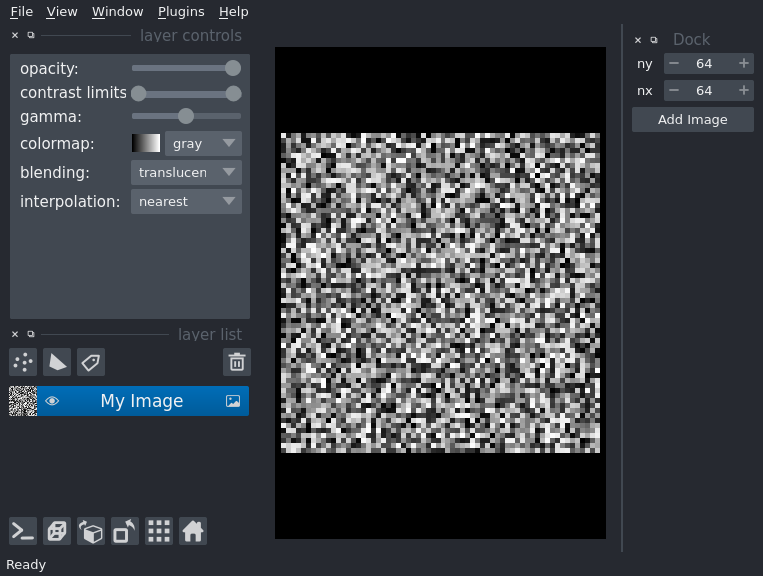 File View Window Plugins Help
layer controls
opacity:
contrast limits
gamma:
colormap: gray
blending: translucen
interpolation: nearest
layer list
My Image
Ready
Dock
ny 64
nx 64
Add Image